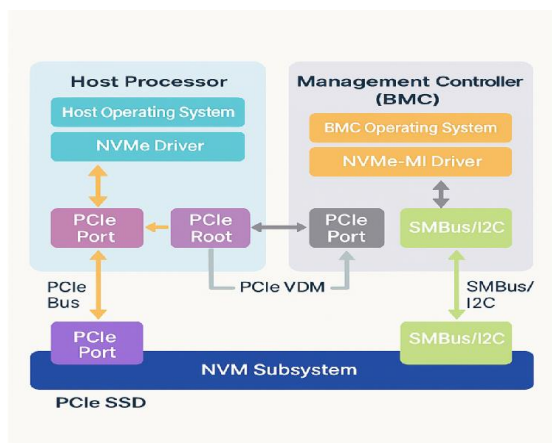 Host Processor
Host Operating System
NVMe Driver
PCIe
Port
PCIe
Root
Management Controller
(BMC)
BMC Operating System
NVMe-MI Driver
PCIe
Port
SMBus/I2C
PCIe
Bus
PCIe VDM
SMBus/
I2C
PCIe
Port
SMBus/I2C
NVM Subsystem
PCIe SSD